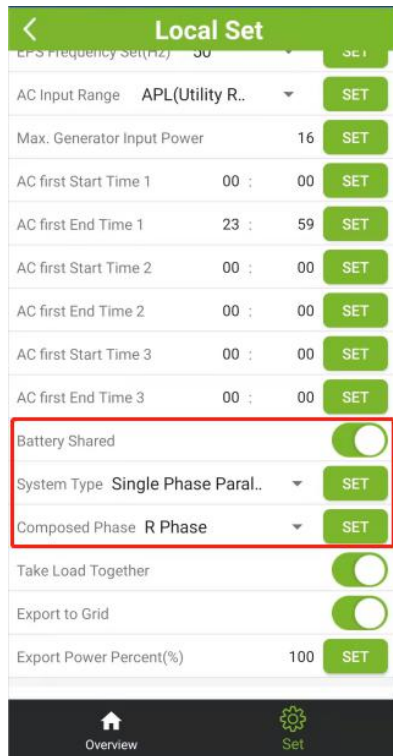 Local Set
EPS Frequency Set(Hz) 50 SET
AC Input Range APL(Utility R.. SET
Max. Generator Input Power 16 SET
AC first Start Time 1 00 : 00 SET
AC first End Time 1 23 : 59 SET
AC first Start Time 2 00 : 00 SET
AC first End Time 2 00 : 00 SET
AC first Start Time 3 00 : 00 SET
AC first End Time 3 00 : 00 SET
Battery Shared
System Type Single Phase Paral.. SET
Composed Phase R Phase SET
Take Load Together
Export to Grid
Export Power Percent(%) 100 SET
Overview Set